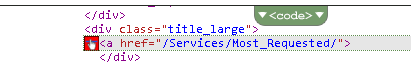 </div>
<code>
<div class="title_large">
<a href="/Services/Most_Requested/">
</div>